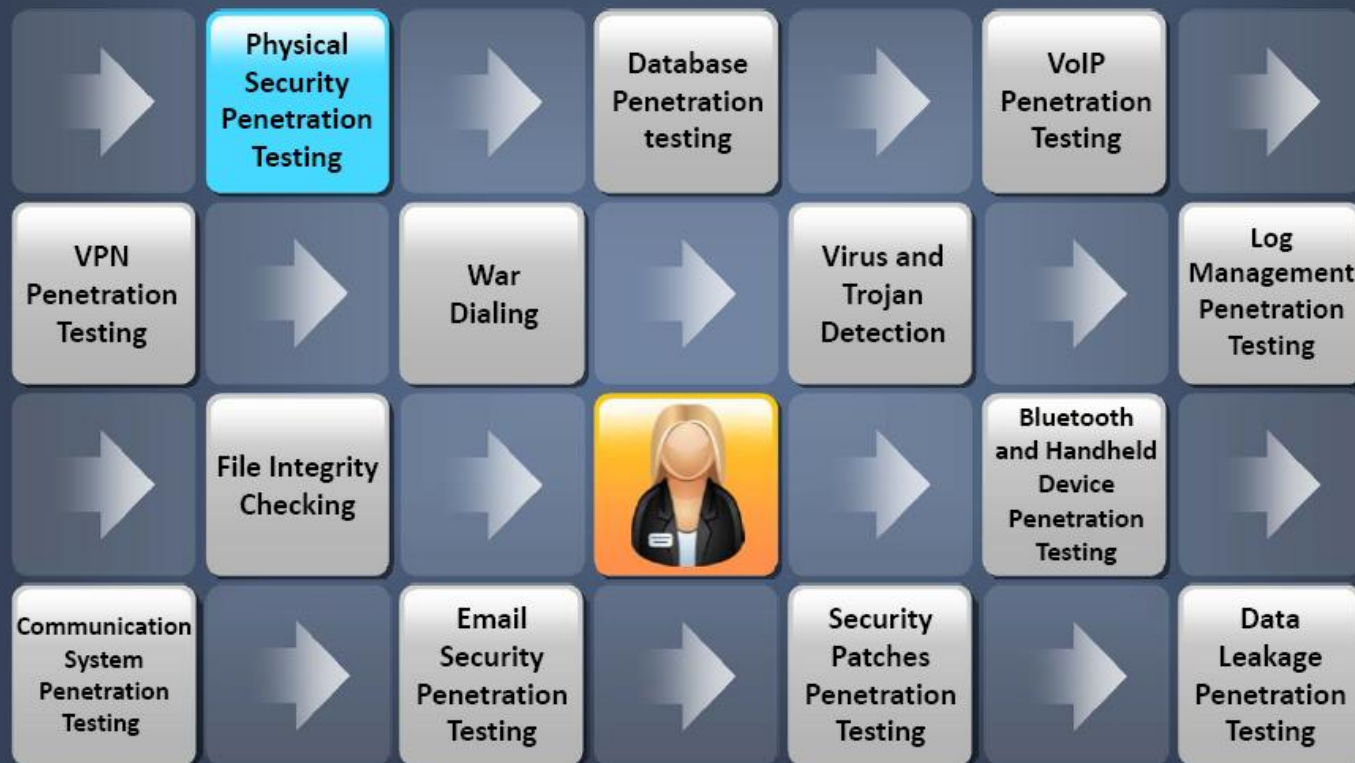 Physical
Security
Penetration
Testing
Database
Penetration
testing
VoIP
Penetration
Testing
VPN
Penetration
Testing
War
Dialing
Virus and
Trojan
Detection
Log
Management
Penetration
Testing
File Integrity
Checking
Bluetooth
and Handheld
Device
Penetration
Testing
Communication
System
Penetration
Testing
Email
Security
Penetration
Testing
Security
Patches
Penetration
Testing
Data
Leakage
Penetration
Testing